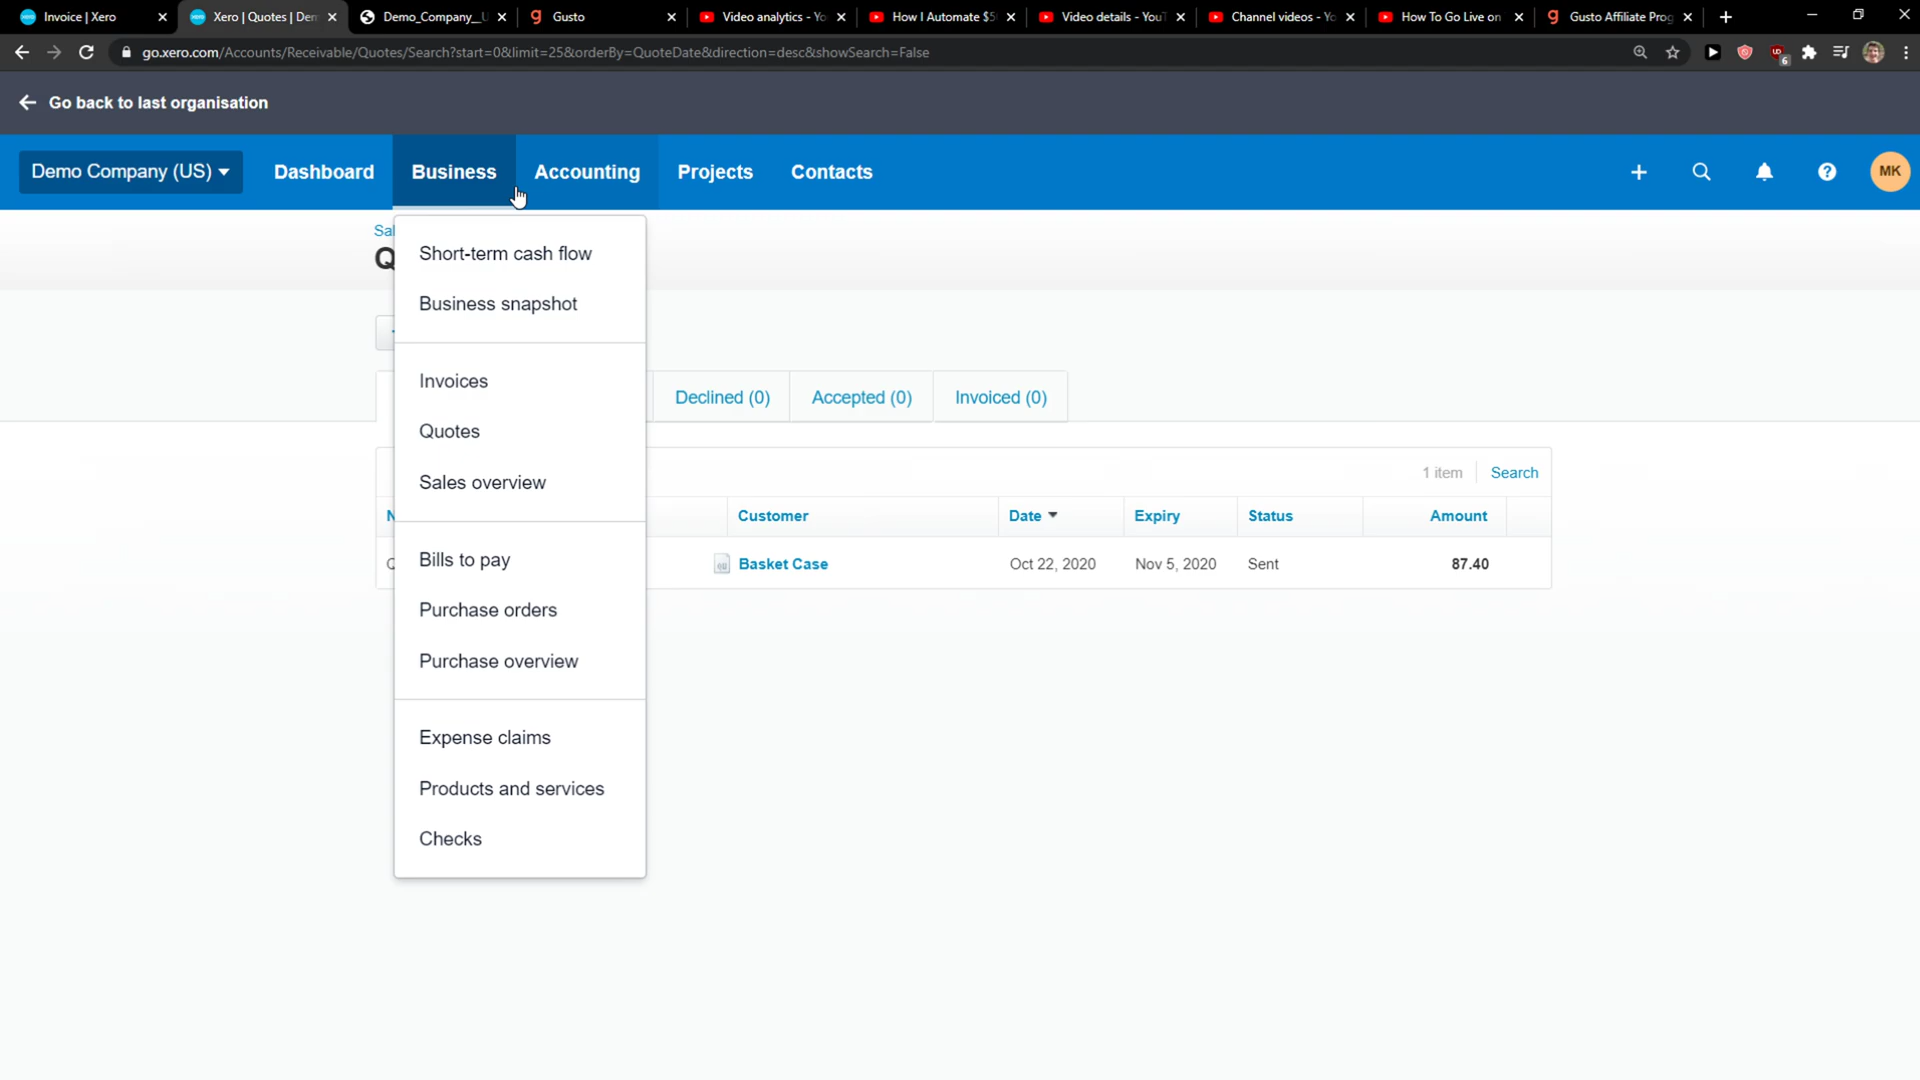 Invoice | Xero
Xero | Quotes | Dem
Demo_Company_U
Gusto
Video analytics - Yo
How I Automate $5
Video details - YouT
Channel videos - Yo
How To Go Live on
Gusto Affiliate Prog
go.xero.com/Accounts/Receivable/Quotes/Search?start=0&limit=25&orderBy=QuoteDate&direction=desc&showSearch=False
6
Go back to last organisation
Demo Company (US)
Dashboard
Business
Accounting
Projects
Contacts
MK
Sal
Q
Short-term cash flow
Business snapshot
Invoices
Quotes
Sales overview
Bills to pay
Purchase orders
Purchase overview
Expense claims
Products and services
Checks
Declined (0)
Accepted (0)
Invoiced (0)
1 item
Search
N
Customer
Date
Expiry
Status
Amount
Q
QU
Basket Case
Oct 22, 2020
Nov 5, 2020
Sent
87.40